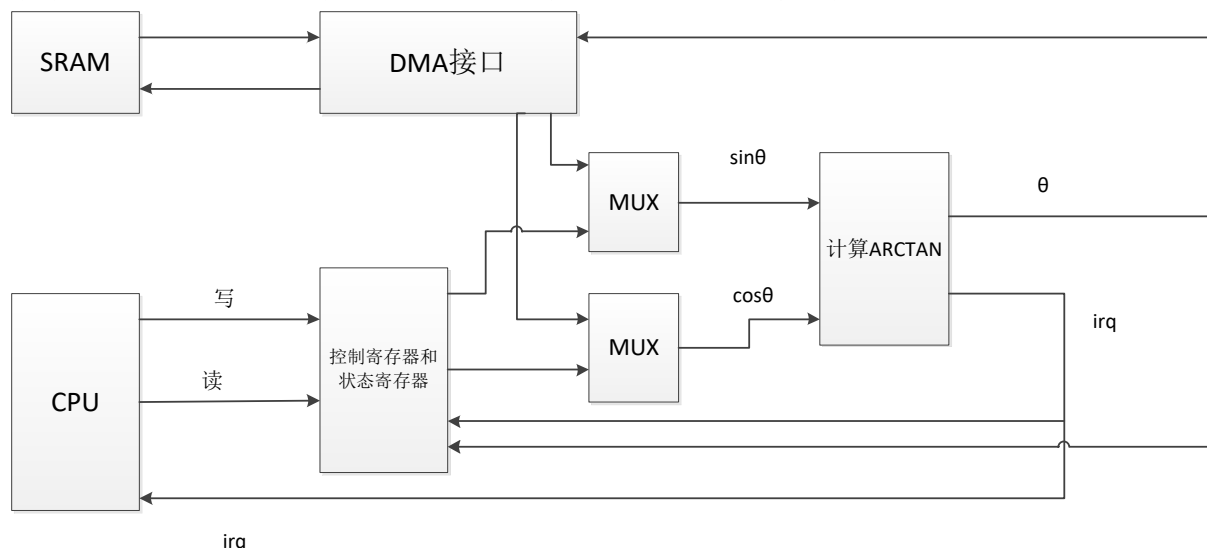 SRAM
DMA接口
MUX
sinθ
计算ARCTAN
θ
MUX
cosθ
irq
CPU
写
读
控制寄存器和
状态寄存器
irq